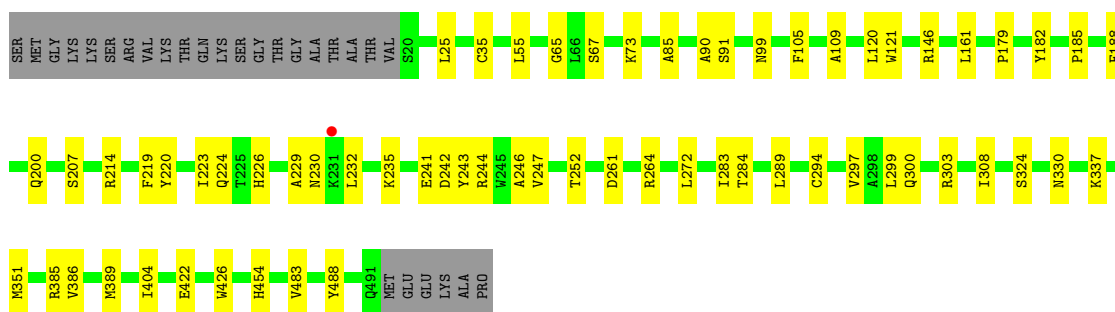 SER MET GLY LYS LYS SER ARG VAL LYS THR GLN LYS SER GLY THR GLY ALA THR ALA THR VAL S20 L25 C35 L55 G65 L66 S67 K73 A85 A90 S91 N99 F105 A109 L120 W121 R146 L161 P179 Y182 P185
Q200 S207 R214 F219 Y220 I223 Q224 T225 H226 A229 N230 K231 L232 K235 E241 D242 Y243 R244 W245 A246 V247 T252 D261 R264 L272 I283 T284 L289 C294 V297 A298 L299 Q300 R303 I308 S324 N330 K337
M351 R385 V386 M389 I404 E422 W426 H454 V483 Y488 Q491 MET GLU GLU LYS ALA PRO